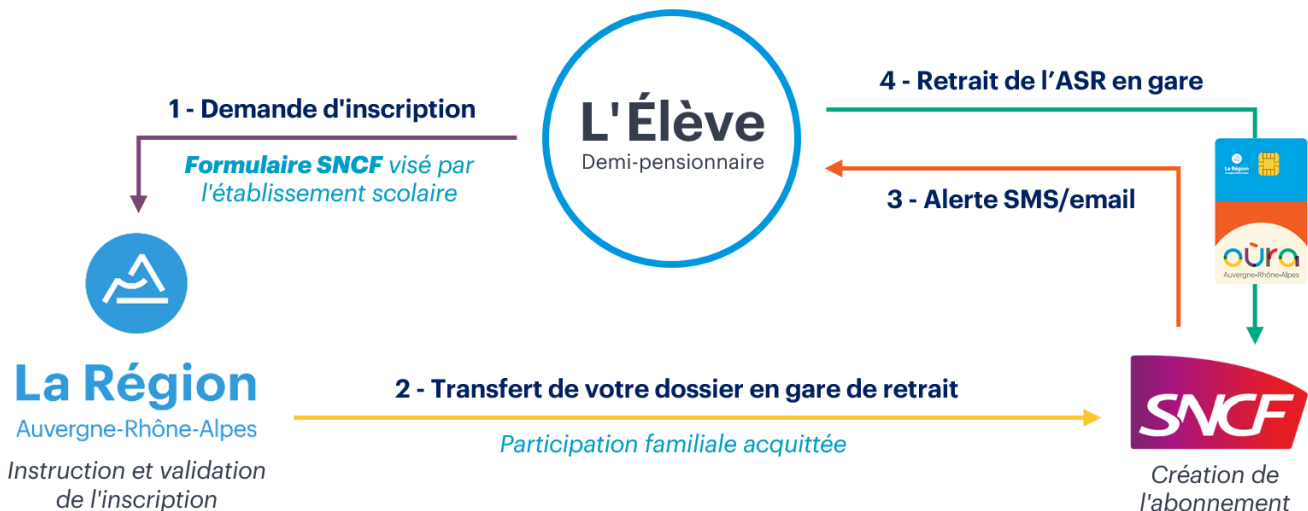 L'Élève
Demi-pensionnaire
1 - Demande d'inscription
Formulaire SNCF visé par
l'établissement scolaire
4 - Retrait de l'ASR en gare
3 - Alerte SMS/email
La Région
oùra
Auvergne-Rhône-Alpes
La Région
Auvergne-Rhône-Alpes
Instruction et validation
de l'inscription
2 - Transfert de votre dossier en gare de retrait
Participation familiale acquittée
SNCF
Création de
l'abonnement